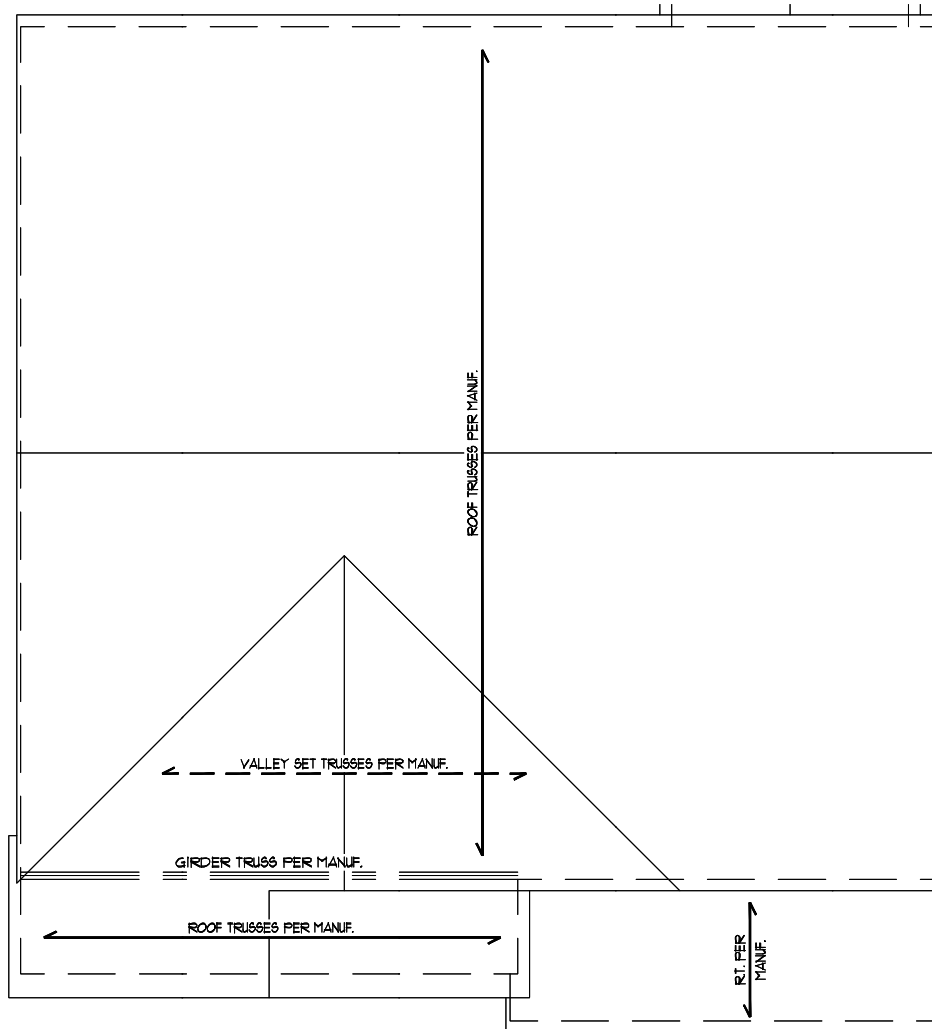 ROOF TRUSSES PER MANUF.
VALLEY SET TRUSSES PER MANUF.
GIRDER TRUSS PER MANUF.
ROOF TRUSSES PER MANUF.
R.T. PER
MANUF.